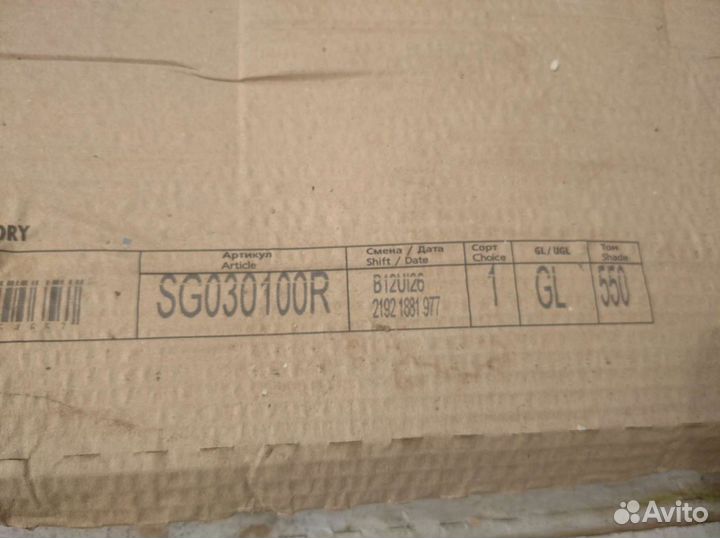 ORY
Артикул
Article
SG030100R
Смена / Дата
Shift / Date
B12UI26
2192 1881 977
Сорт
Choice
1
GL / UGL
GL
Тон
Shade
550
Avito